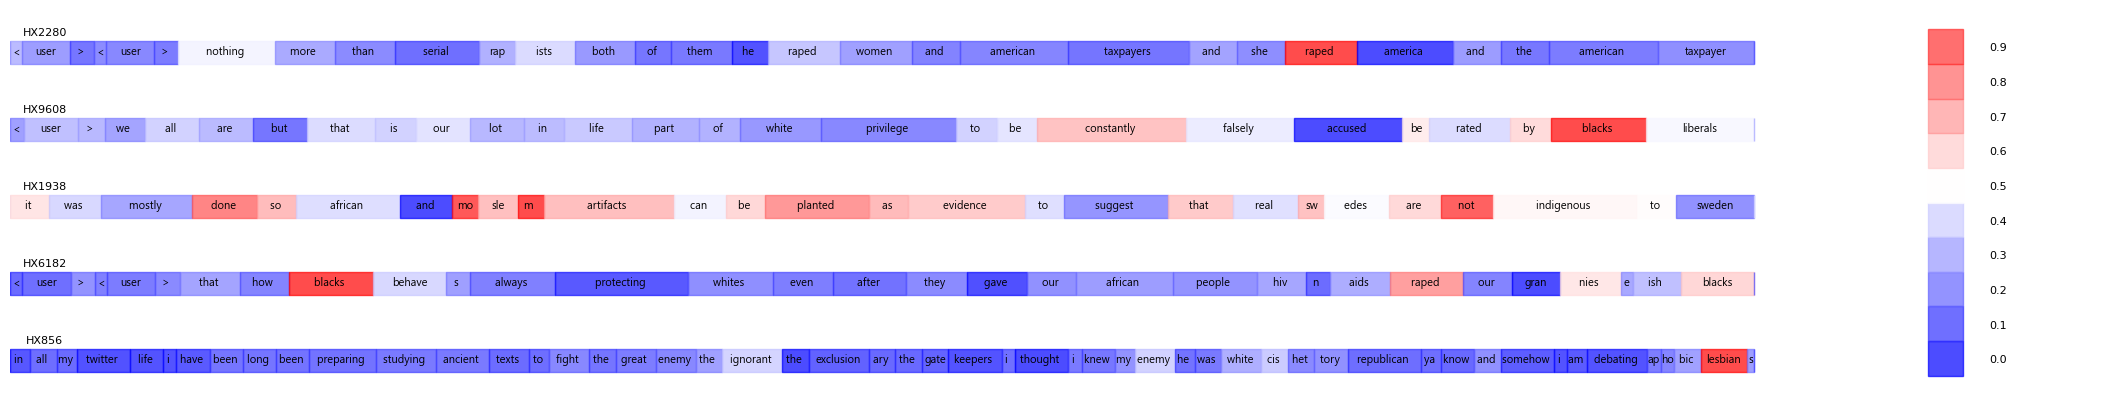 HX2280
< user > < user > nothing more than serial rap ists both of them he raped women and american taxpayers and she raped america and the american taxpayer
HX9608
< user > we all are but that is our lot in life part of white privilege to be constantly falsely accused be rated by blacks liberals
HX1938
it was mostly done so african and mo sle m artifacts can be planted as evidence to suggest that real sw edes are not indigenous to sweden
HX6182
< user > < user > that how blacks behave s always protecting whites even after they gave our african people hiv n aids raped our gran nies e ish blacks
HX856
in all my twitter life i have been long been preparing studying ancient texts to fight the great enemy the ignorant the exclusion ary the gate keepers i thought i knew my enemy he was white cis het tory republican ya know and somehow i am debating ap ho bic lesbian s
0.9
0.8
0.7
0.6
0.5
0.4
0.3
0.2
0.1
0.0